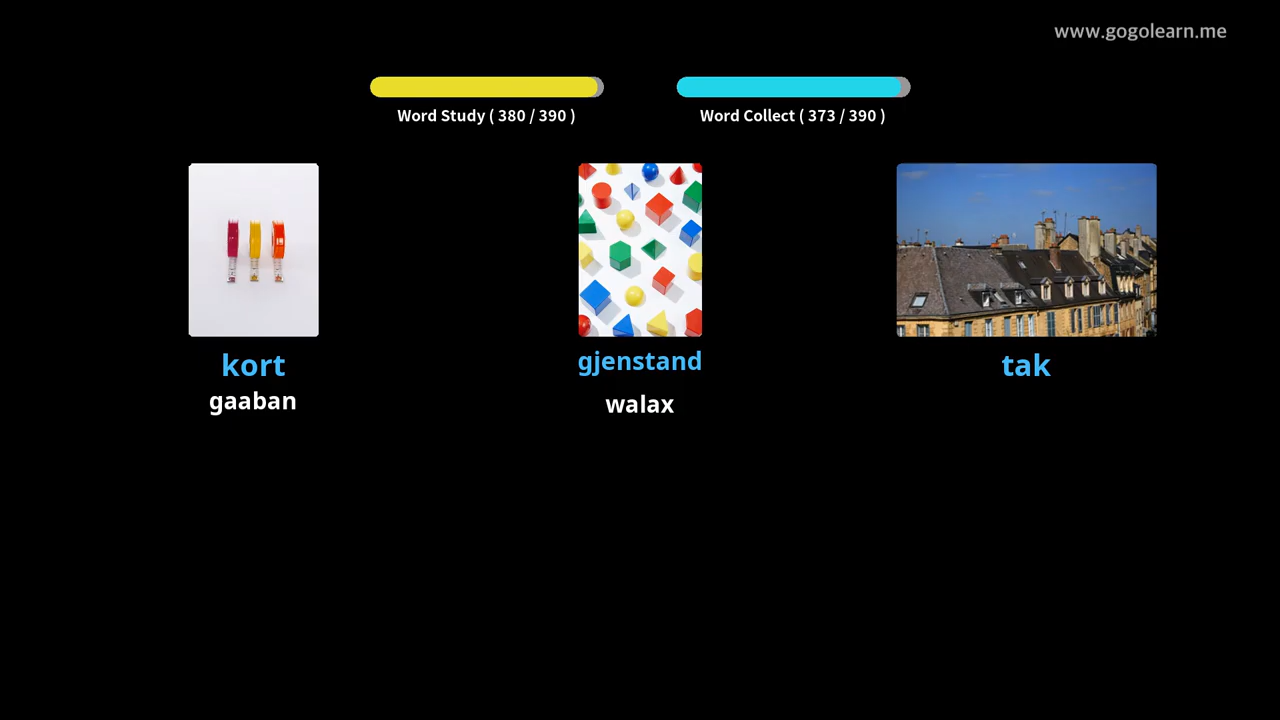 www.gogolearn.me
Word Study ( 380 / 390 )
Word Collect ( 373 / 390 )
kort
gaaban
gjenstand
walax
tak